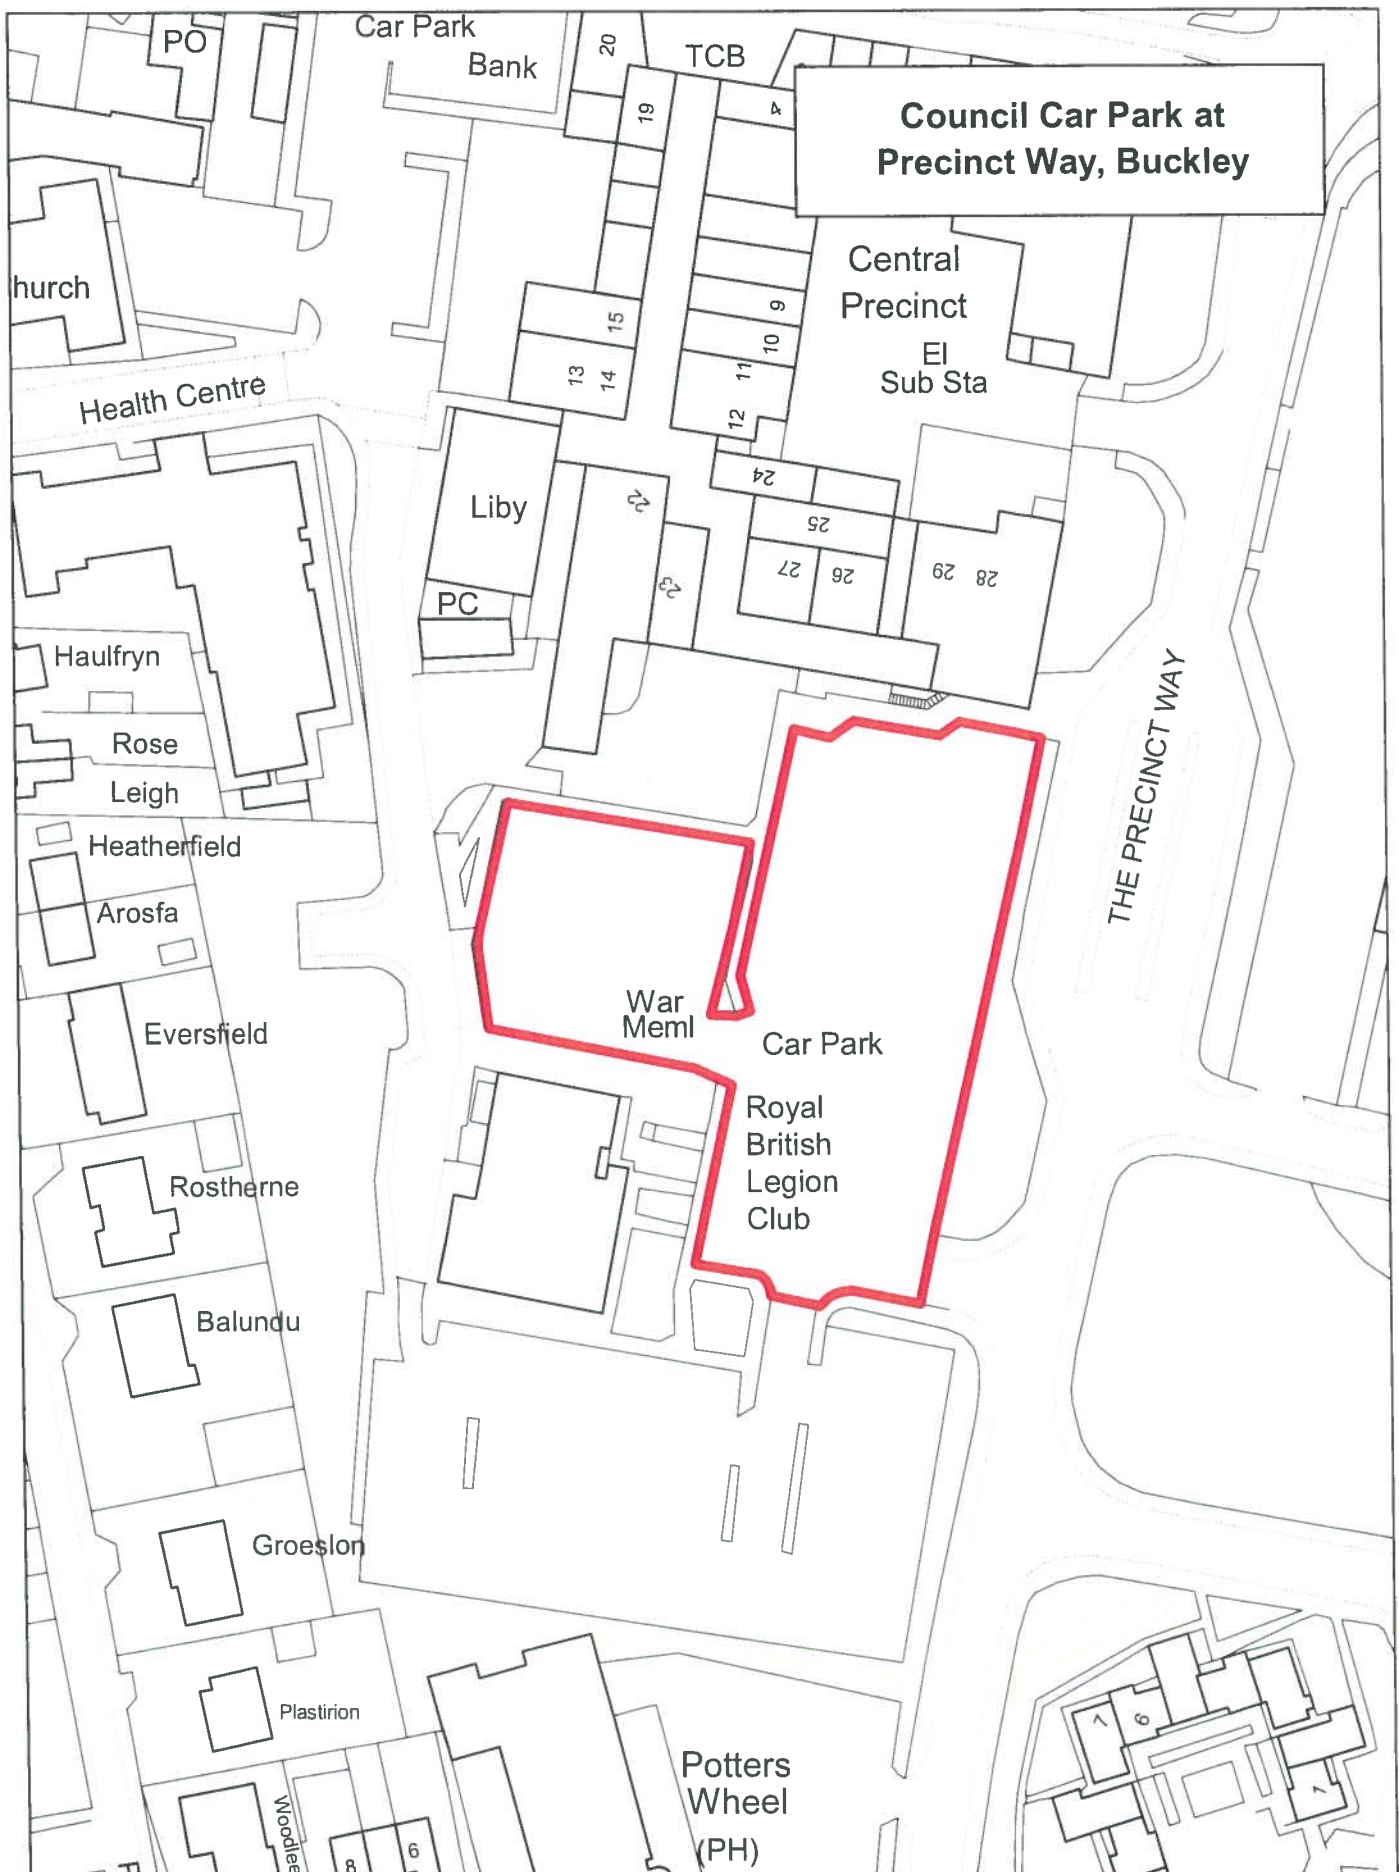 PO
Car Park
Bank
20
TCB
19
4
Council Car Park at
Precinct Way, Buckley
hurch
Central
Precinct
15
9
10
El
Sub Sta
13
14
11
12
Health Centre
24
Liby
22
25
23
27
26
29
28
PC
Haulfryn
Rose
Leigh
THE PRECINCT WAY
Heatherfield
Arosfa
War
Meml
Eversfield
Car Park
Royal
British
Legion
Club
Rostherne
Balundu
Groeslon
Plastirion
7
6
Potters
Wheel
(PH)
Woodlee
8
6
1